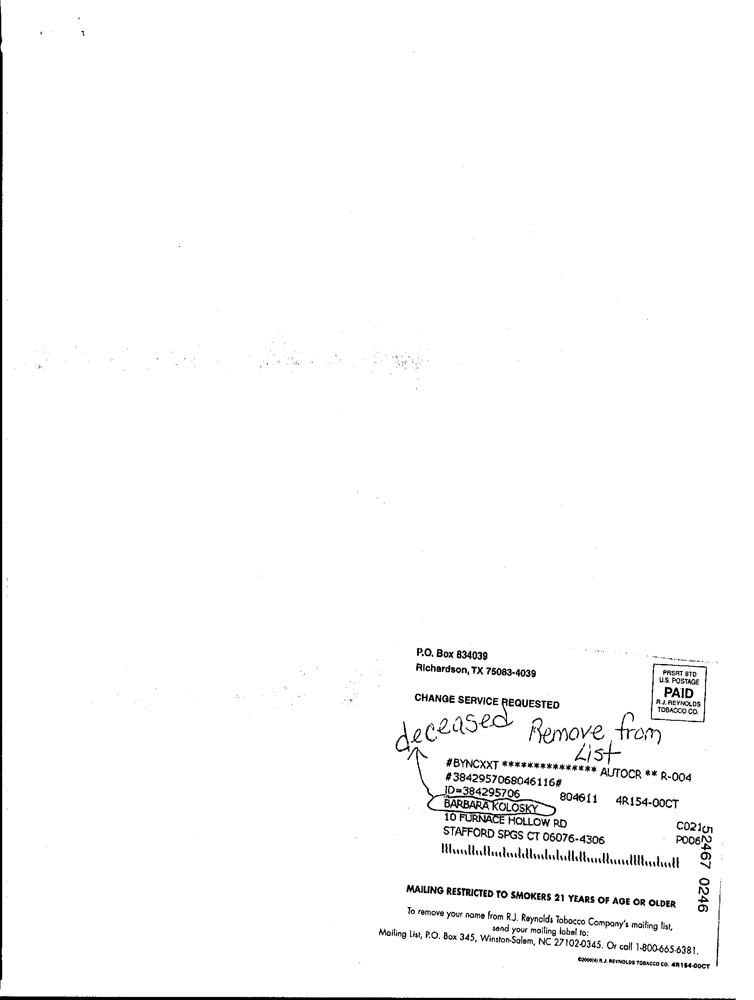 P.O. Box 834039
Richardson, TX 75083-4039
PRSRT STD
U.S. POSTAGE
PAID
R.J. REYNOLDS
TOBACCO CO.
CHANGE SERVICE REQUESTED
deceased Remove from
List
#BYNCXXT *************** AUTOCR ** R-004
#3842957068046116#
ID=384295706 804611 4R154-00CT
BARBARA KOLOSKY
10 FURNACE HOLLOW RD
STAFFORD SPGS CT 06076-4306
C021
P006
52467 0246
MAILING RESTRICTED TO SMOKERS 21 YEARS OF AGE OR OLDER
To remove your name from R.J. Reynolds Tobacco Company's mailing list,
send your mailing label to:
Mailing List, P.O. Box 345, Winston-Salem, NC 27102-0345. Or call 1-800-665-6381.
R.J. REYNOLDS TOBACCO CO. 4R154-00CT